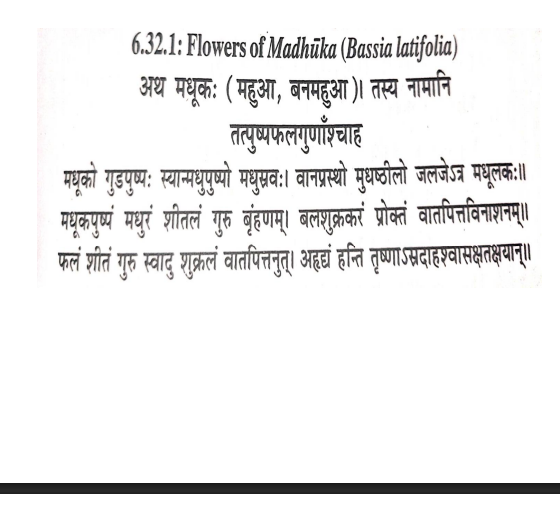 6.32.1: Flowers of Madhūka (Bassia latifolia)
अथ मधूकः ( महुआ, बनमहुआ )। तस्य नामानि
तत्पुष्पफलगुणाँश्चाह
मधूको गुडपुष्पः स्यान्मधुपुष्पो मधुस्रवः। वानप्रस्थो मुधष्ठीलो जलजेऽत्र मधूलकः॥
मधूकपुष्पं मधुरं शीतलं गुरु बृंहणम्। बलशुक्रकरं प्रोक्तं वातपित्तविनाशनम्॥
फलं शीतं गुरु स्वादु शुक्रलं वातपित्तनुत्। अहृद्यं हन्ति तृष्णाऽस्रदाहश्वासक्षतक्षयान्॥